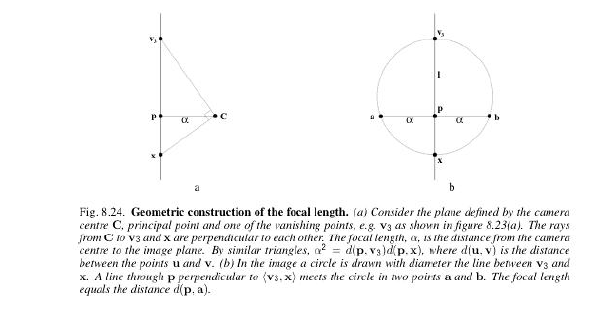 v₃
p
α
C
x
a
v₃
l
a
α
p
α
b
x
b
Fig. 8.24. Geometric construction of the focal length. (a) Consider the plane defined by the camera
centre C, principal point and one of the vanishing points, e.g. v₃ as shown in figure 8.23(a). The rays
from C to v₃ and x are perpendicular to each other. The focal length, α, is the distance from the camera
centre to the image plane. By similar triangles, α² = d(p, v₃)d(p, x), where d(u, v) is the distance
between the points u and v. (b) In the image a circle is drawn with diameter the line between v₃ and
x. A line through p perpendicular to ⟨v₃, x⟩ meets the circle in two points a and b. The focal length
equals the distance d(p, a).